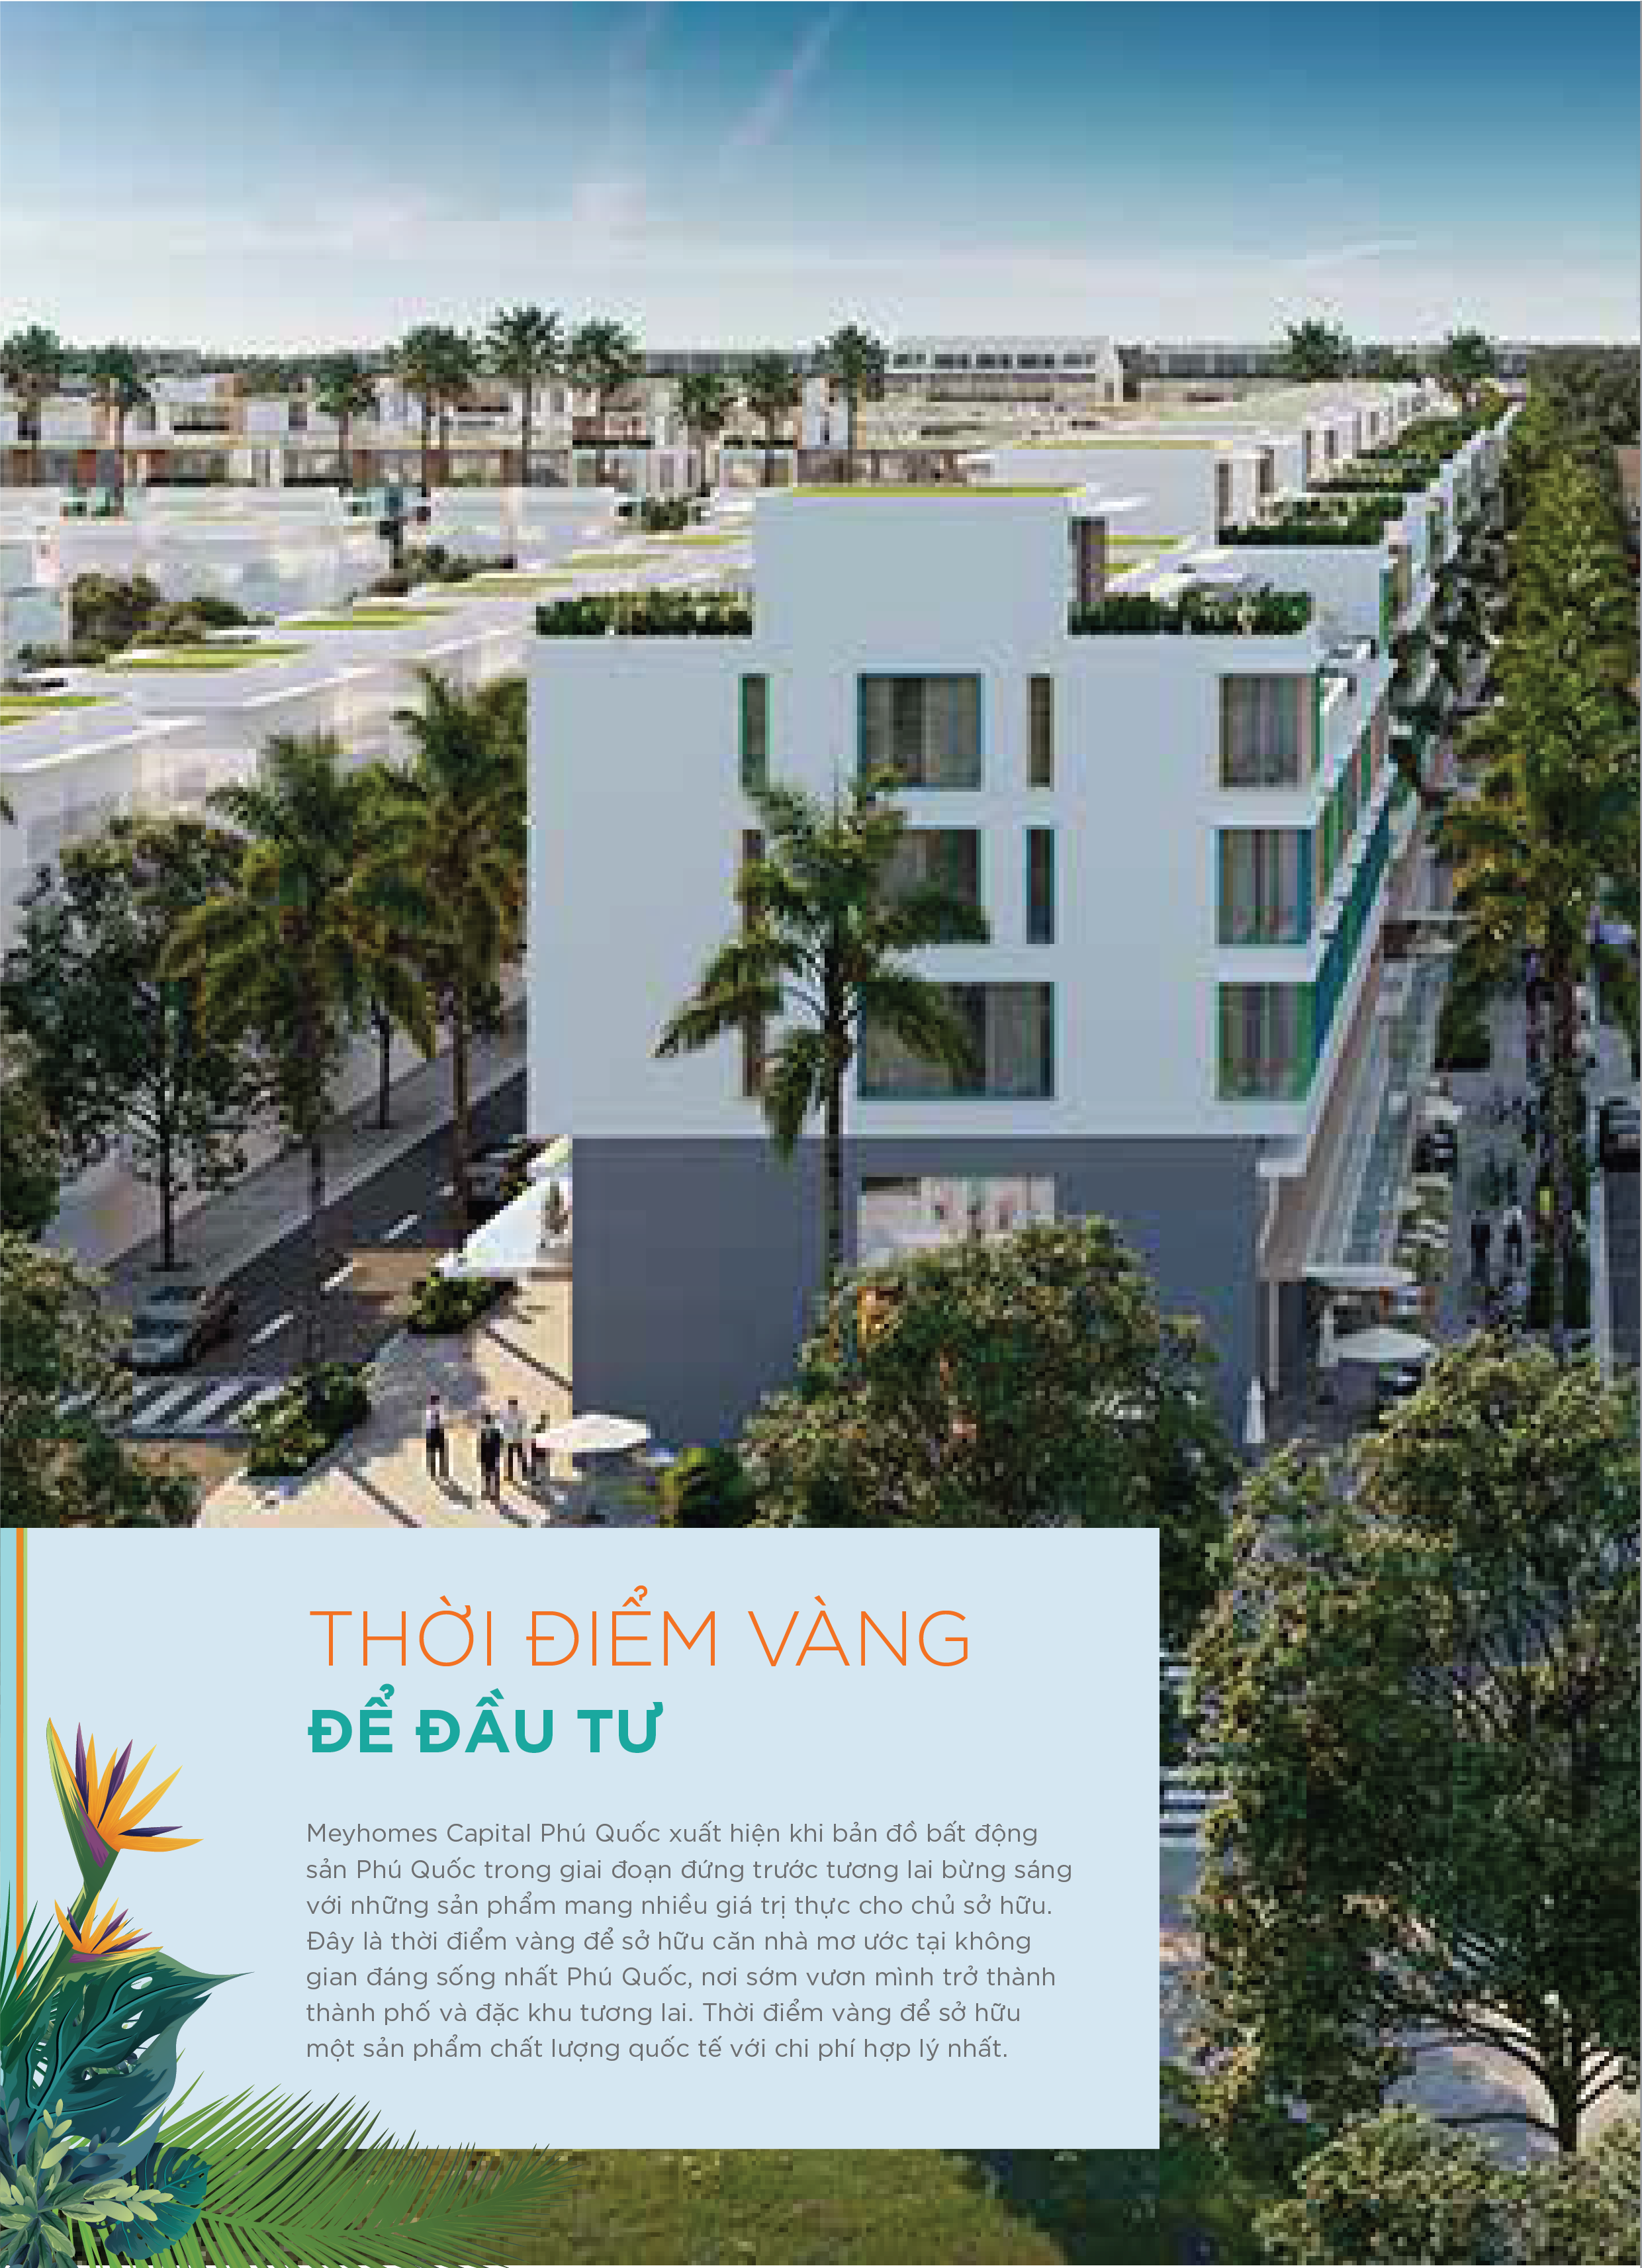 THỜI ĐIỂM VÀNG
ĐỂ ĐẦU TƯ
Meyhomes Capital Phú Quốc xuất hiện khi bản đồ bất động
sản Phú Quốc trong giai đoạn đứng trước tương lai bừng sáng
với những sản phẩm mang nhiều giá trị thực cho chủ sở hữu.
Đây là thời điểm vàng để sở hữu căn nhà mơ ước tại không
gian đáng sống nhất Phú Quốc, nơi sớm vươn mình trở thành
thành phố và đặc khu tương lai. Thời điểm vàng để sở hữu
một sản phẩm chất lượng quốc tế với chi phí hợp lý nhất.